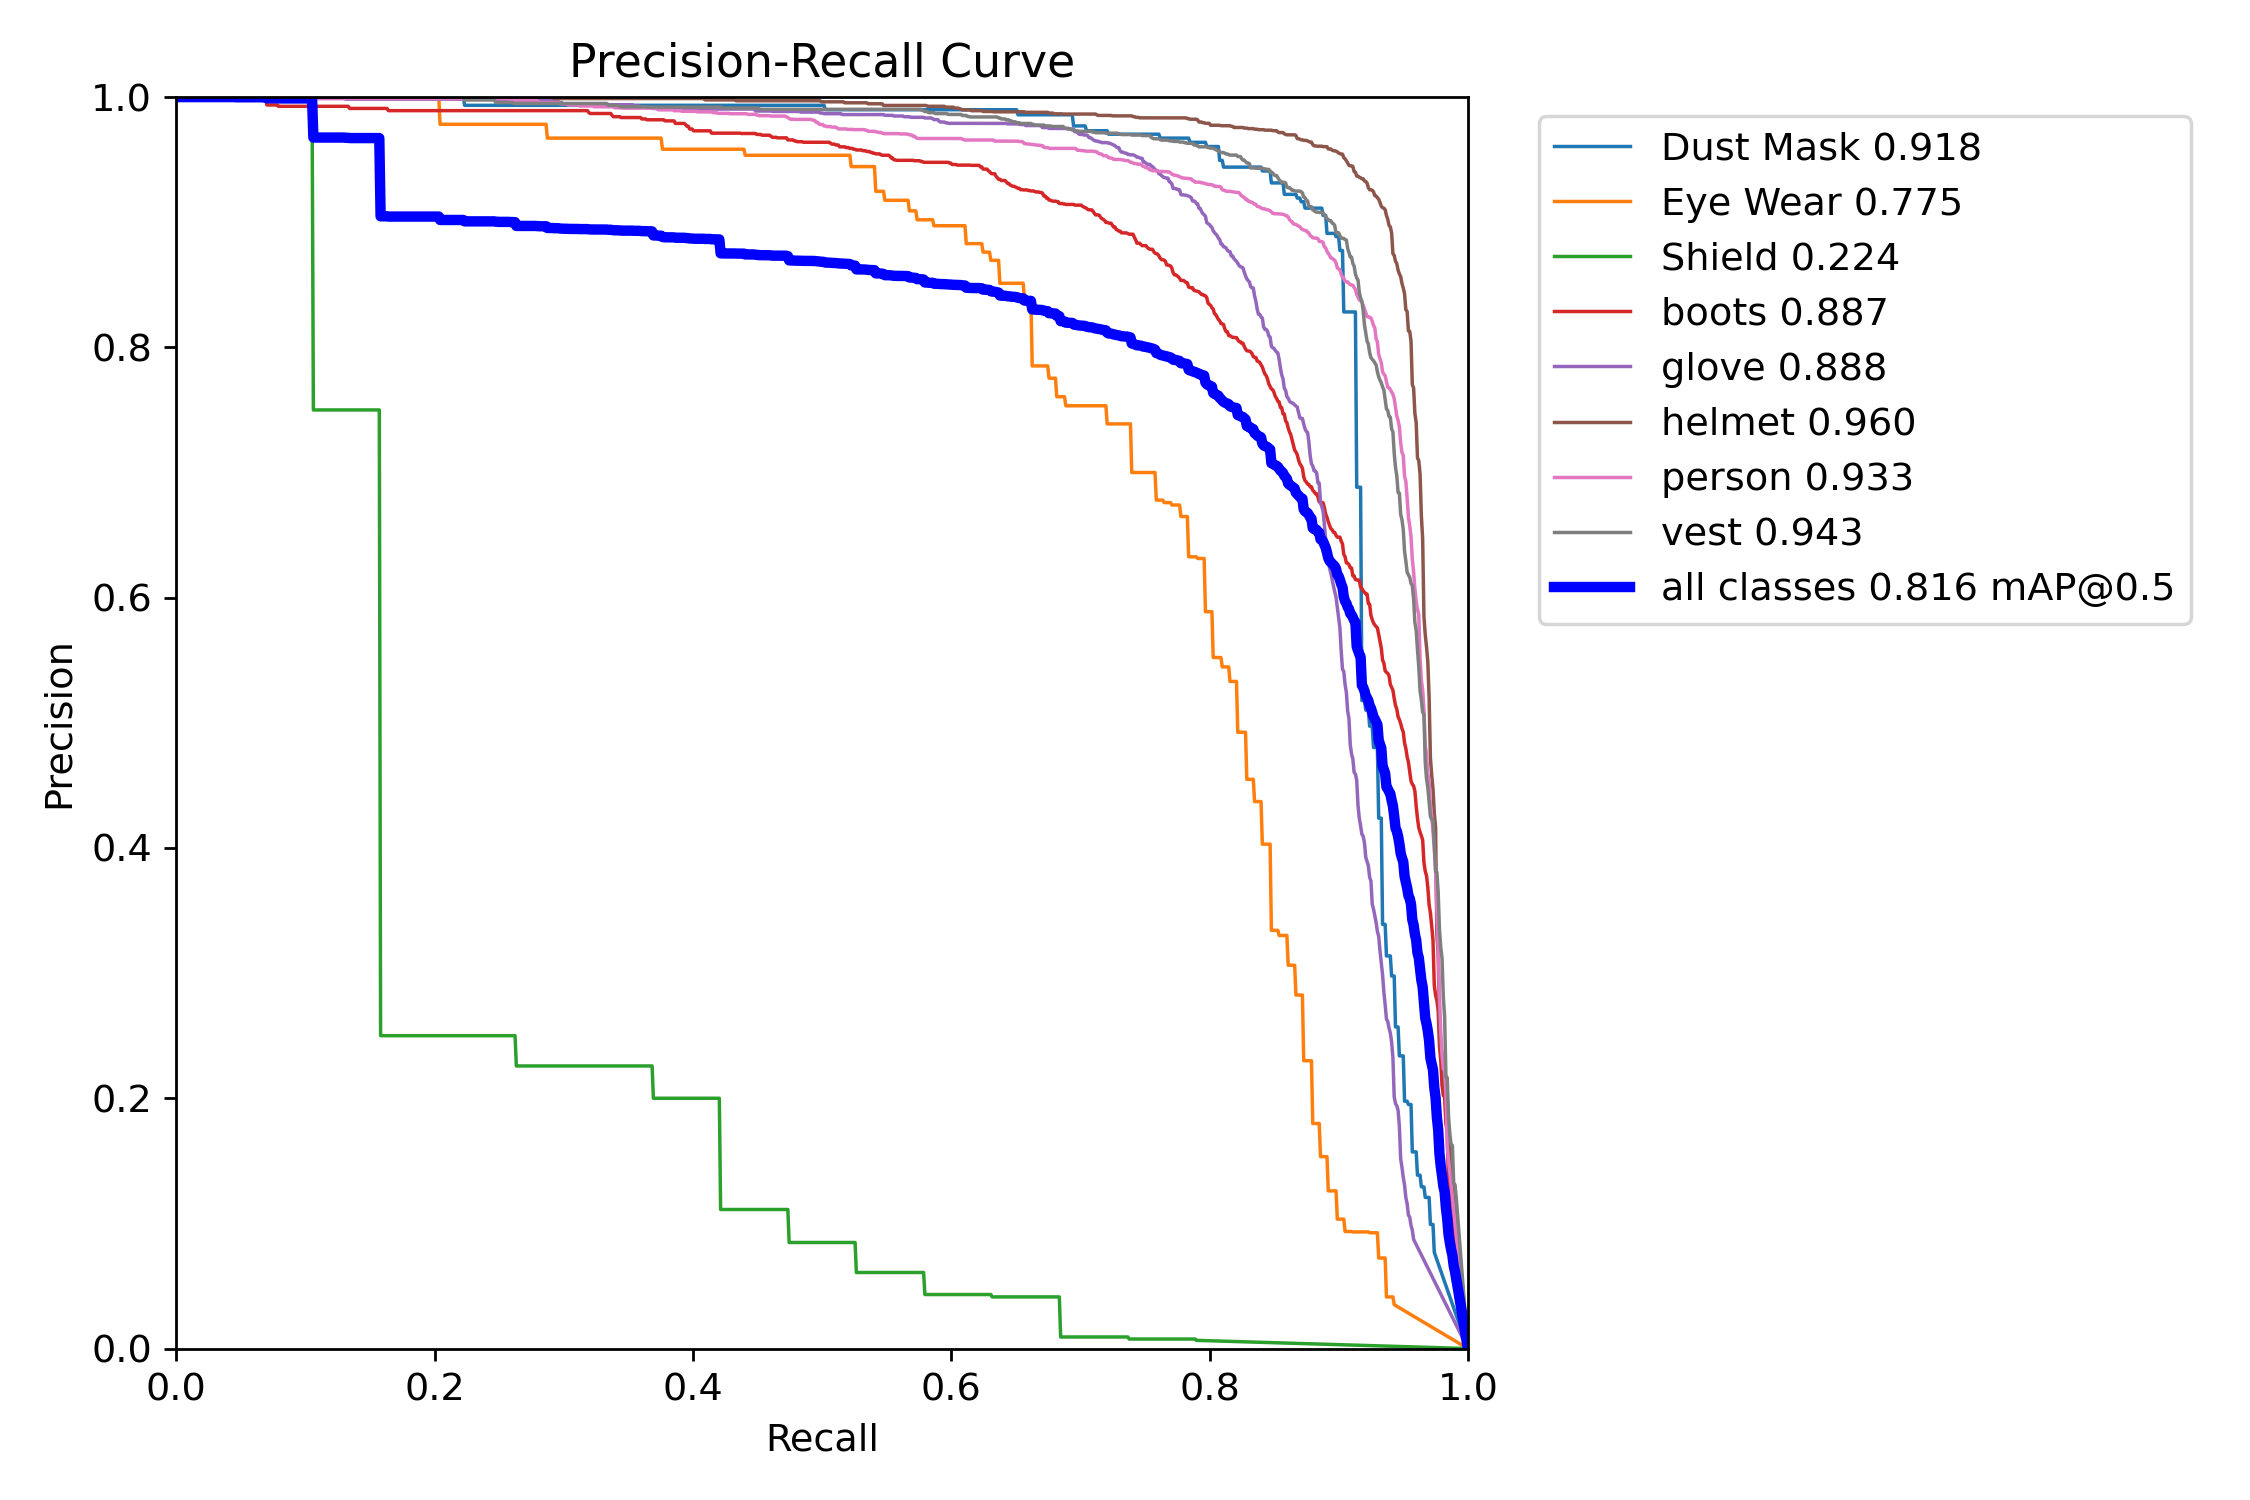 Precision-Recall Curve
1.0
0.8
0.6
0.4
0.2
0.0
Precision
0.0 0.2 0.4 0.6 0.8 1.0
Recall
Dust Mask 0.918
Eye Wear 0.775
Shield 0.224
boots 0.887
glove 0.888
helmet 0.960
person 0.933
vest 0.943
all classes 0.816 mAP@0.5